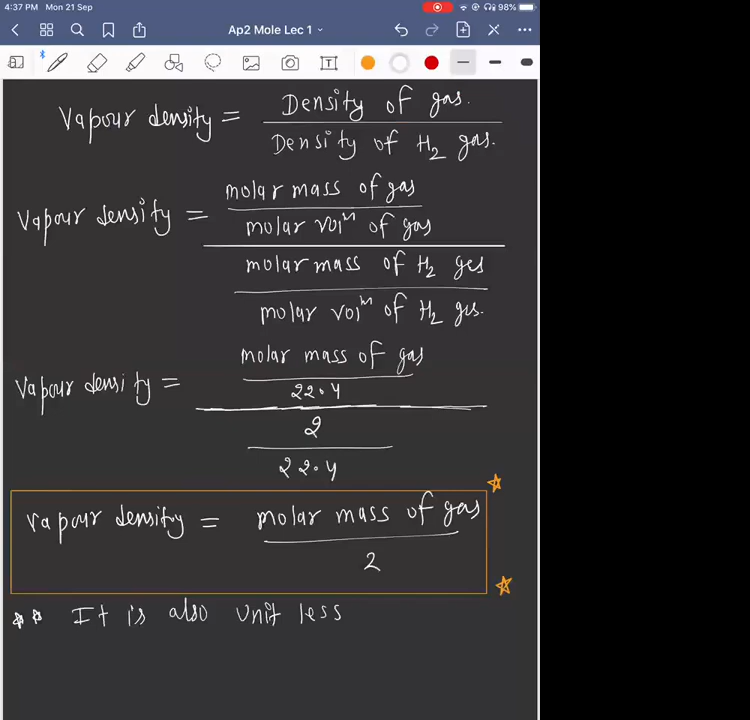 4:37 PM Mon 21 Sep
98%
Ap2 Mole Lec 1
Vapour density = Density of gas.
Density of H₂ gas.
Vapour density = molar mass of gas
molar volᵐ of gas
molar mass of H₂ ges
molar volᵐ of H₂ ges.
Vapour density = molar mass of gas
22.4
2
22.4
Vapour density = molar mass of gas
2
** It is also unit less